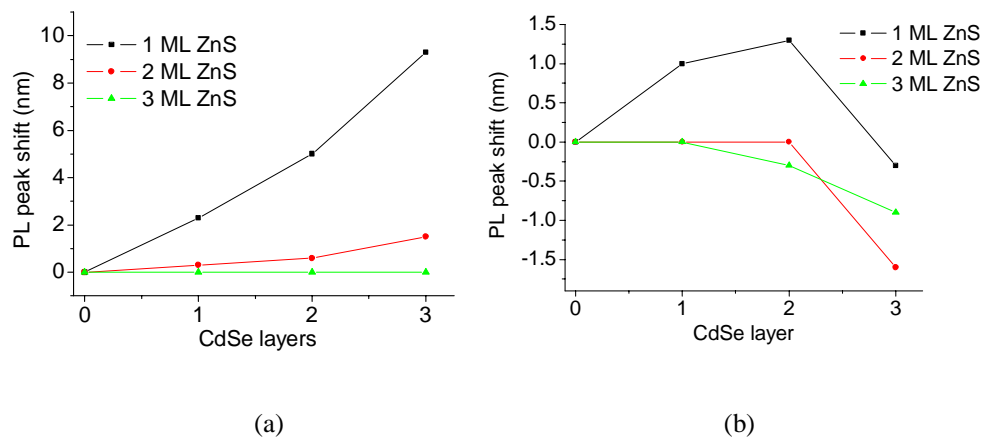 1 ML ZnS
2 ML ZnS
3 ML ZnS
10
8
6
4
2
0
PL peak shift (nm)
0 1 2 3
CdSe layers
(a)
1 ML ZnS
2 ML ZnS
3 ML ZnS
1.5
1.0
0.5
0.0
-0.5
-1.0
-1.5
PL peak shift (nm)
0 1 2 3
CdSe layer
(b)